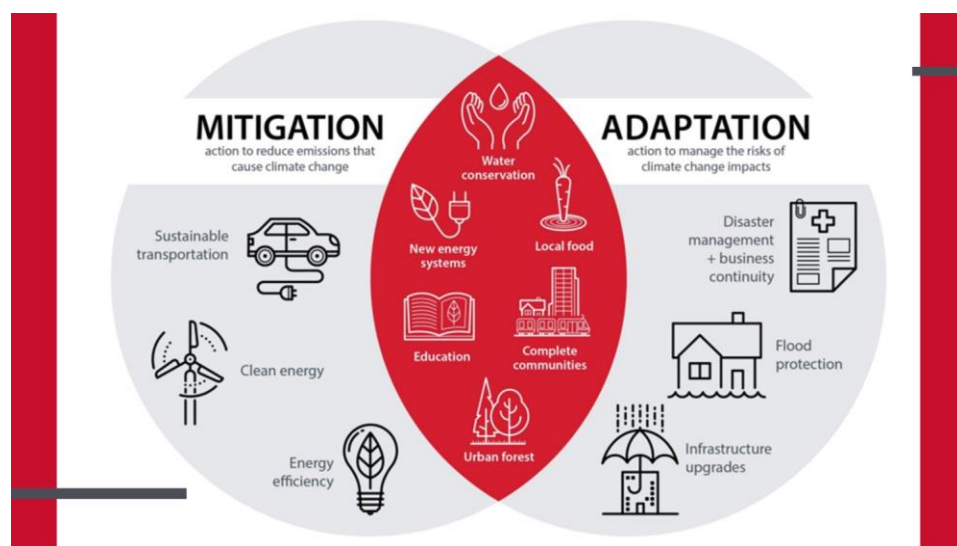 MITIGATION
action to reduce emissions that
cause climate change
Sustainable
transportation
Clean energy
Energy
efficiency
Water
conservation
New energy
systems
Local food
Education
Complete
communities
Urban forest
ADAPTATION
action to manage the risks of
climate change impacts
Disaster
management
+ business
continuity
Flood
protection
Infrastructure
upgrades